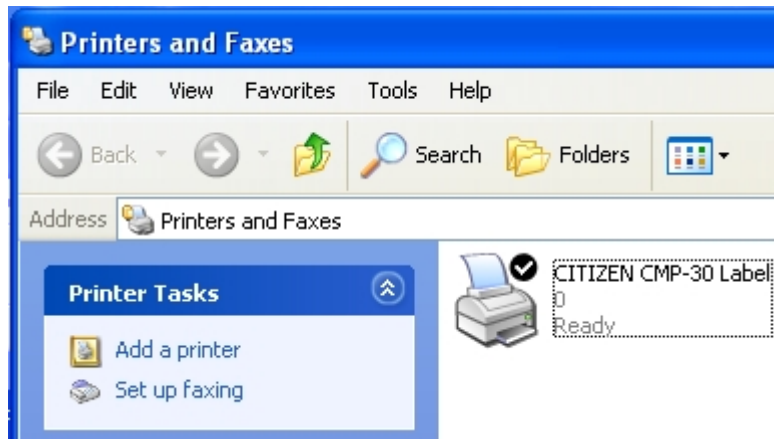 Printers and Faxes
File Edit View Favorites Tools Help
Back Search Folders
Address Printers and Faxes
Printer Tasks
Add a printer
Set up faxing
CITIZEN CMP-30 Label
0
Ready